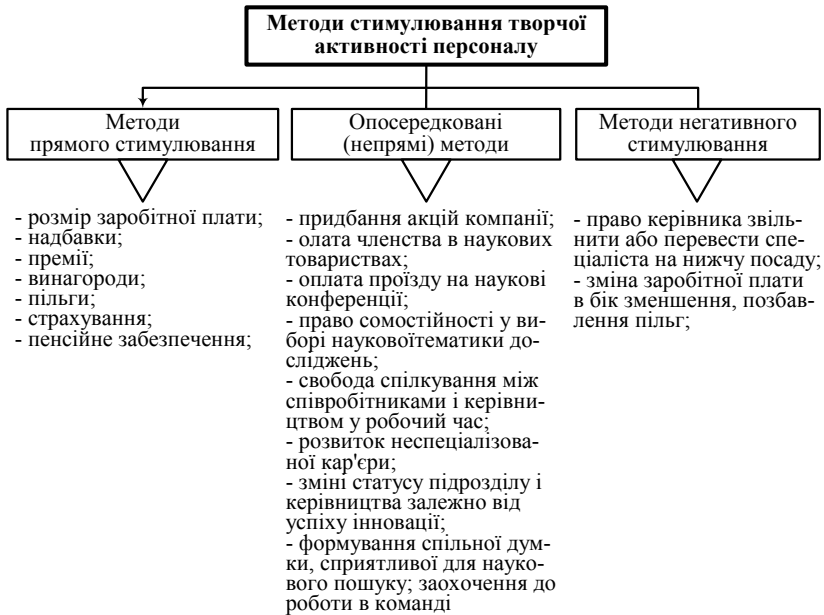 Методи стимулювання творчої
активності персоналу
Методи
прямого стимулювання
Опосередковані
(непрямі) методи
Методи негативного
стимулювання
- розмір заробітної плати;
- надбавки;
- премії;
- винагороди;
- пільги;
- страхування;
- пенсійне забезпечення;
- придбання акцій компанії;
- олата членства в наукових
товариствах;
- оплата проїзду на наукові
конференції;
- право сомостійності у ви-
борі науковоїтематики до-
сліджень;
- свобода спілкування між
співробітниками і керівни-
цтвом у робочий час;
- розвиток неспеціалізова-
ної кар'єри;
- зміні статусу підрозділу і
керівництва залежно від
успіху інновації;
- формування спільної дум-
ки, сприятливої для науко-
вого пошуку; заохочення до
роботи в команді
- право керівника звіль-
нити або перевести спе-
ціаліста на нижчу посаду;
- зміна заробітної плати
в бік зменшення, позбав-
лення пільг;